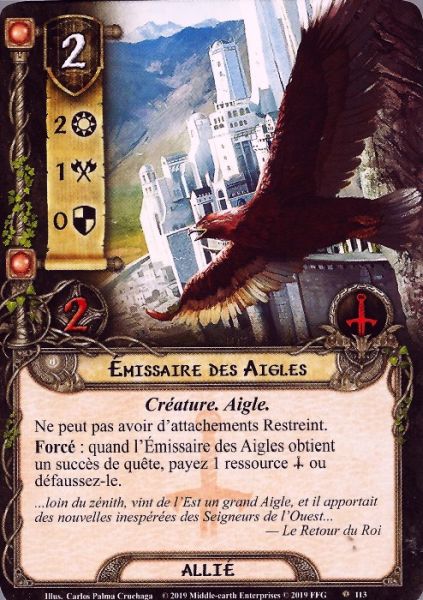 2
2
1
0
2
ÉMISSAIRE DES AIGLES
Créature. Aigle.
Ne peut pas avoir d'attachements Restreint.
Forcé : quand l'Émissaire des Aigles obtient
un succès de quête, payez 1 ressource ou
défaussez-le.
...loin du zénith, vint de l'Est un grand Aigle, et il apportait
des nouvelles inespérées des Seigneurs de l'Ouest...
— Le Retour du Roi
ALLIÉ
Illus. Carlos Palma Cruchaga © 2019 Middle-earth Enterprises © 2019 FFG 113